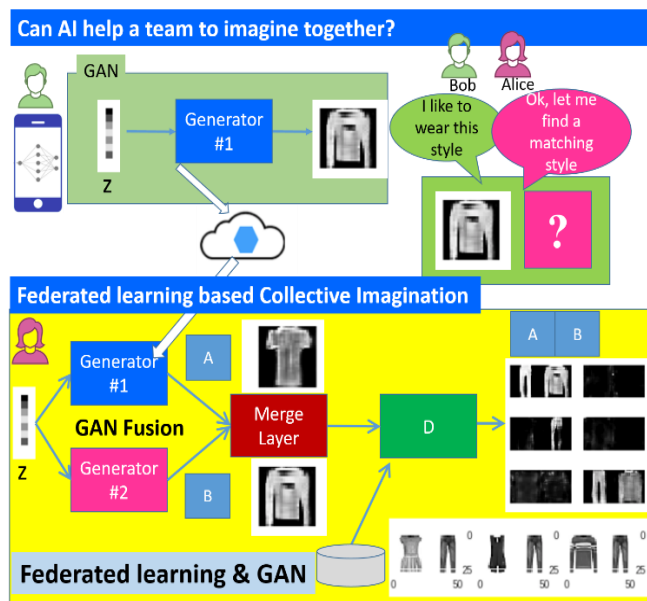 Can AI help a team to imagine together?
GAN
Z
Generator
#1
Bob
Alice
I like to
wear this
style
Ok, let me
find a
matching
style
?
Federated learning based Collective Imagination
Z
Generator
#1
GAN Fusion
Generator
#2
A
B
Merge
Layer
D
A B
Federated learning & GAN
0
25
0 50
0
25
0 50
0
25
0 50